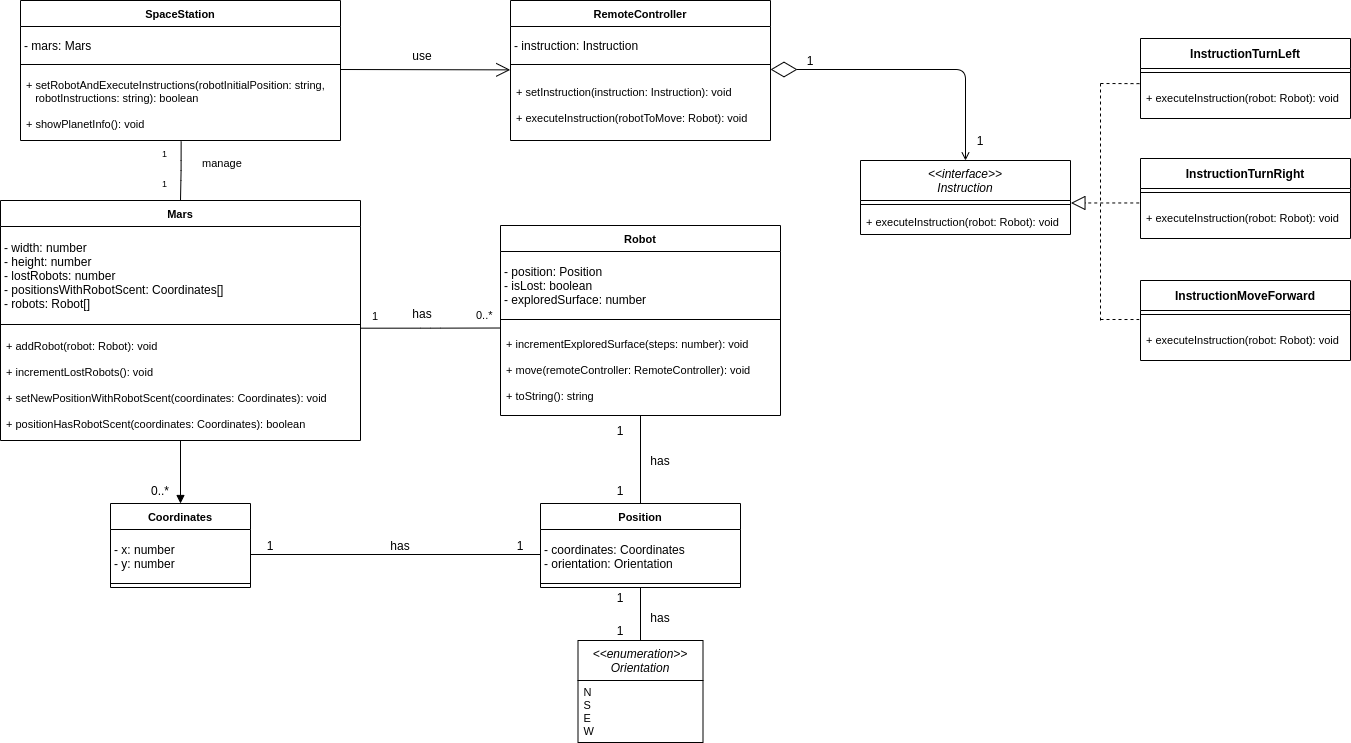 SpaceStation
- mars: Mars
+ setRobotAndExecuteInstructions(robotInitialPosition: string,
robotInstructions: string): boolean
+ showPlanetInfo(): void
use
RemoteController
- instruction: Instruction
+ setInstruction(instruction: Instruction): void
+ executeInstruction(robotToMove: Robot): void
1
1
<<interface>>
Instruction
+ executeInstruction(robot: Robot): void
InstructionTurnLeft
+ executeInstruction(robot: Robot): void
InstructionTurnRight
+ executeInstruction(robot: Robot): void
InstructionMoveForward
+ executeInstruction(robot: Robot): void
1
manage
1
Mars
- width: number
- height: number
- lostRobots: number
- positionsWithRobotScent: Coordinates[]
- robots: Robot[]
+ addRobot(robot: Robot): void
+ incrementLostRobots(): void
+ setNewPositionWithRobotScent(coordinates: Coordinates): void
+ positionHasRobotScent(coordinates: Coordinates): boolean
1
has
0..*
Robot
- position: Position
- isLost: boolean
- exploredSurface: number
+ incrementExploredSurface(steps: number): void
+ move(remoteController: RemoteController): void
+ toString(): string
1
has
1
0..*
Coordinates
- x: number
- y: number
1
has
1
Position
- coordinates: Coordinates
- orientation: Orientation
1
has
1
<<enumeration>>
Orientation
N
S
E
W